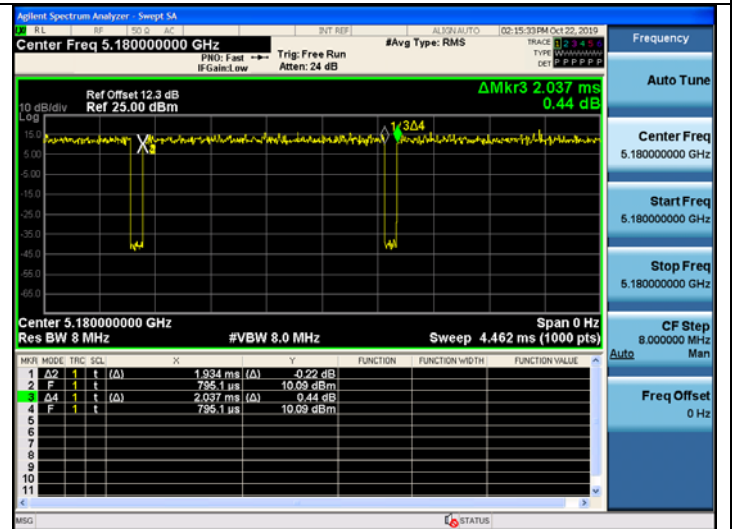 Agilent Spectrum Analyzer - Swept SA
RL RF 50 Ω AC INT REF ALIGNAUTO 02:15:33 PM Oct 22, 2019
Center Freq 5.180000000 GHz #Avg Type: RMS TRACE 1 2 3 4 5 6
PNO: Fast Trig: Free Run TYPE
IFGain:Low Atten: 24 dB DET P P P P P P
ΔMkr3 2.037 ms
Ref Offset 12.3 dB
10 dB/div Ref 25.00 dBm 0.44 dB
Log
1 3Δ4
15.0
5.00
-5.00
-15.0
-25.0
-35.0
-45.0
-55.0
-65.0
Center 5.180000000 GHz Span 0 Hz
Res BW 8 MHz #VBW 8.0 MHz Sweep 4.462 ms (1000 pts)
MKR MODE TRC SCL X Y FUNCTION FUNCTION WIDTH FUNCTION VALUE
1 Δ2 1 t (Δ) 1.934 ms (Δ) -0.22 dB
2 F 1 t 795.1 µs 10.09 dBm
3 Δ4 1 t (Δ) 2.037 ms (Δ) 0.44 dB
4 F 1 t 795.1 µs 10.09 dBm
5
6
7
8
9
10
11
MSG STATUS
Frequency
Auto Tune
Center Freq
5.180000000 GHz
Start Freq
5.180000000 GHz
Stop Freq
5.180000000 GHz
CF Step
8.000000 MHz
Auto Man
Freq Offset
0 Hz